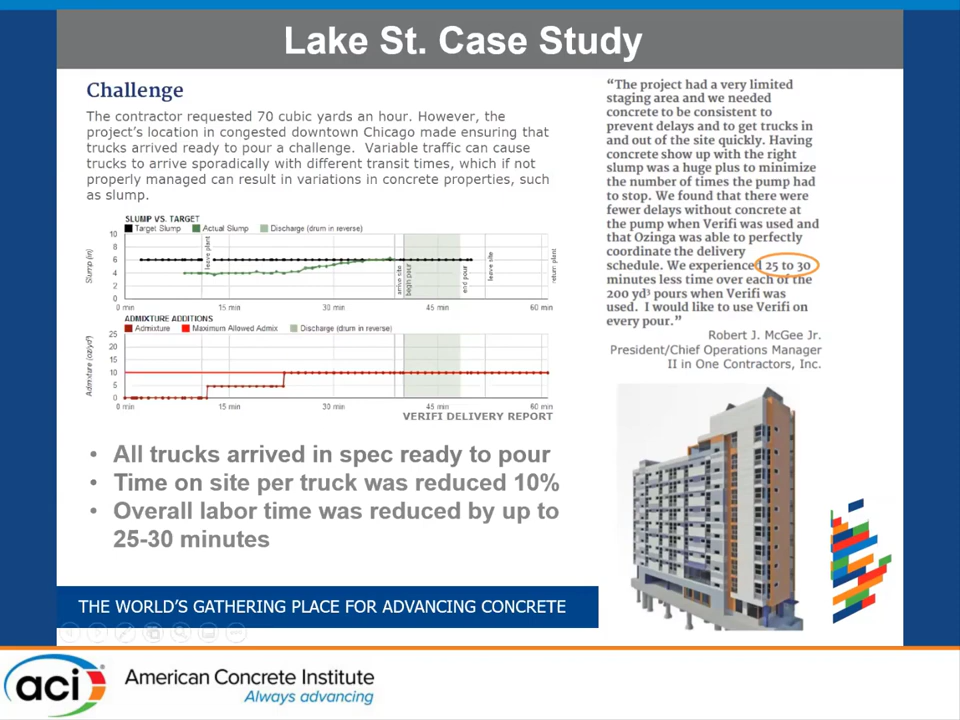 Lake St. Case Study
Challenge
The contractor requested 70 cubic yards an hour. However, the
project's location in congested downtown Chicago made ensuring that
trucks arrived ready to pour a challenge. Variable traffic can cause
trucks to arrive sporadically with different transit times, which if not
properly managed can result in variations in concrete properties, such
as slump.
SLUMP VS. TARGET
Target Slump Actual Slump Discharge (drum in reverse)
Slump (in)
10
8
6
4
2
0
leave plant
arrive site
begin pour
end pour
leave site
return plant
0 min 15 min 30 min 45 min 60 min
ADMIXTURE ADDITIONS
Admixture Maximum Allowed Admix Discharge (drum in reverse)
Admixture (oz/yd³)
25
20
15
10
5
0
0 min 15 min 30 min 45 min 60 min
VERIFI DELIVERY REPORT
• All trucks arrived in spec ready to pour
• Time on site per truck was reduced 10%
• Overall labor time was reduced by up to
25-30 minutes
“The project had a very limited
staging area and we needed
concrete to be consistent to
prevent delays and to get trucks in
and out of the site quickly. Having
concrete show up with the right
slump was a huge plus to minimize
the number of times the pump had
to stop. We found that there were
fewer delays without concrete at
the pump when Verifi was used and
that Ozinga was able to perfectly
coordinate the delivery
schedule. We experienced 25 to 30
minutes less time over each of the
200 yd³ pours when Verifi was
used. I would like to use Verifi on
every pour.”
Robert J. McGee Jr.
President/Chief Operations Manager
II in One Contractors, Inc.
THE WORLD'S GATHERING PLACE FOR ADVANCING CONCRETE
aci®
American Concrete Institute
Always advancing